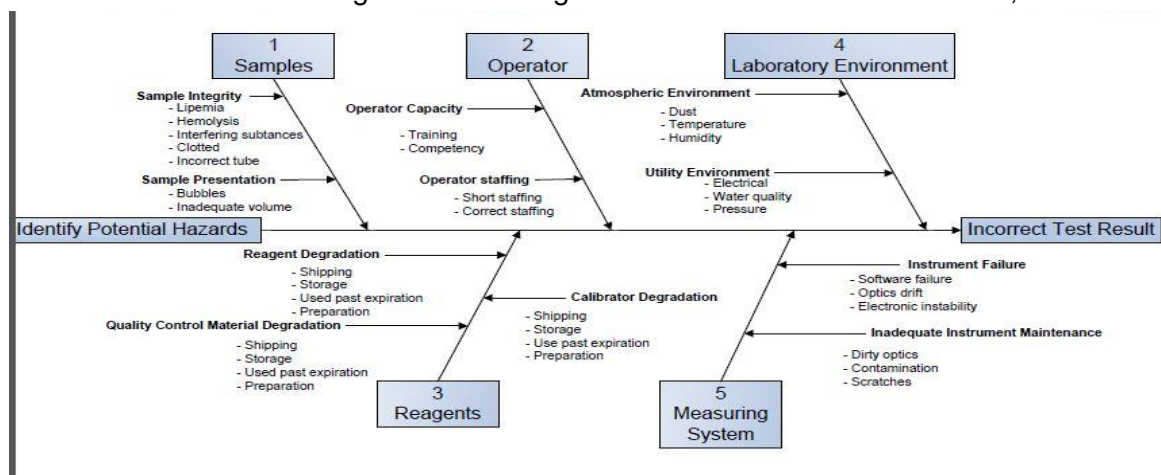 1
Samples
2
Operator
4
Laboratory Environment
Sample Integrity
- Lipemia
- Hemolysis
- Interfering subtances
- Clotted
- Incorrect tube
Sample Presentation
- Bubbles
- Inadequate volume
Operator Capacity
- Training
- Competency
Operator staffing
- Short staffing
- Correct staffing
Atmospheric Environment
- Dust
- Temperature
- Humidity
Utility Environment
- Electrical
- Water quality
- Pressure
Identify Potential Hazards
Incorrect Test Result
Reagent Degradation
- Shipping
- Storage
- Used past expiration
- Preparation
Quality Control Material Degradation
- Shipping
- Storage
- Used past expiration
- Preparation
Calibrator Degradation
- Shipping
- Storage
- Use past expiration
- Preparation
Instrument Failure
- Software failure
- Optics drift
- Electronic instability
Inadequate Instrument Maintenance
- Dirty optics
- Contamination
- Scratches
3
Reagents
5
Measuring
System